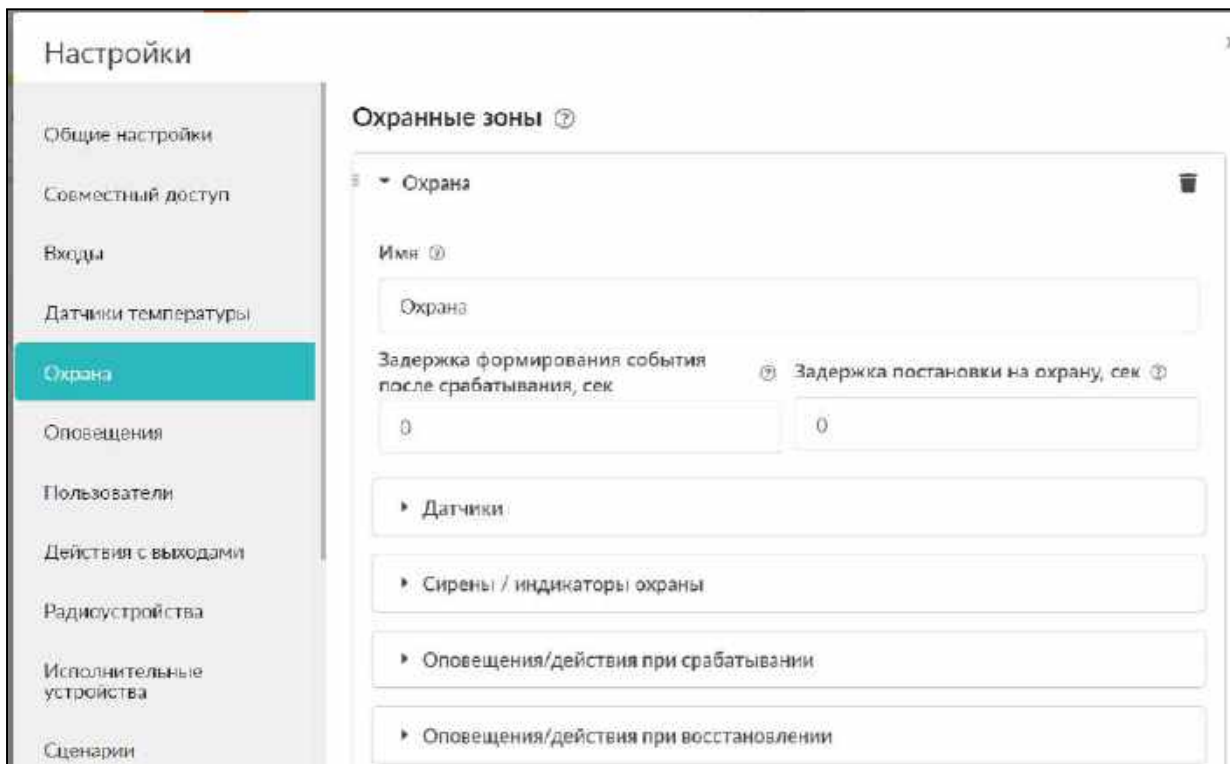 Настройки
Общие настройки
Совместный доступ
Входы
Датчики температуры
Охрана
Оповещения
Пользователи
Действия с выходами
Радиоустройства
Исполнительные
устройства
Сценарии
Охранные зоны
Охрана
Имя
Охрана
Задержка формирования события
после срабатывания, сек
0
Задержка постановки на охрану, сек
0
Датчики
Сирены / индикаторы охраны
Оповещения/действия при срабатывании
Оповещения/действия при восстановлении